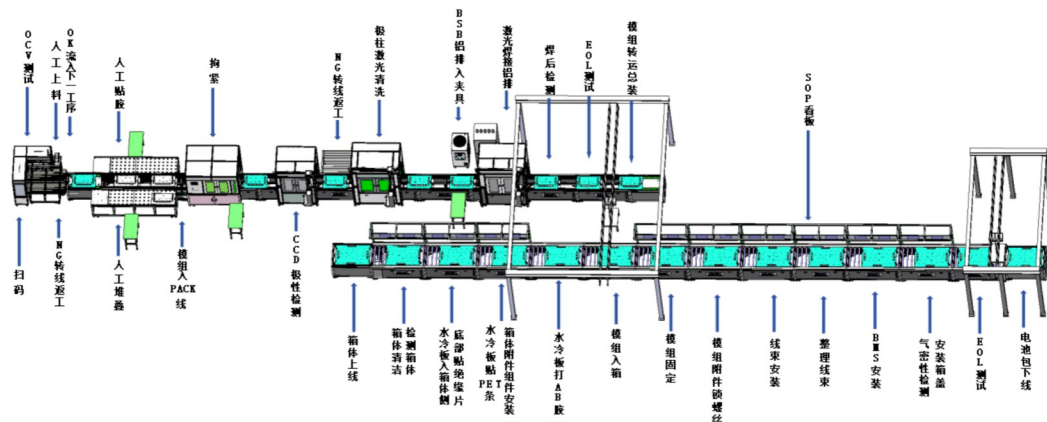 OCV测试
人工上料
OK流入下一工序
人工贴胶
拘紧
NG转线返工
极柱激光清洗
BSB铝排入夹具
激光焊接铝排
焊后检测
EOL测试
模组转运总装
SOP看板
扫码
NG转线返工
人工堆叠
模组入PACK线
CCD极性检测
箱体上线
检测箱体
箱体清洁
底部贴绝缘片
水冷板入箱体侧
箱体附件组件安装
水冷板贴PET条
水冷板打AB胶
模组入箱
模组固定
模组附件锁螺丝
线束安装
整理线束
BMS安装
安装箱盖
气密性检测
EOL测试
电池包下线